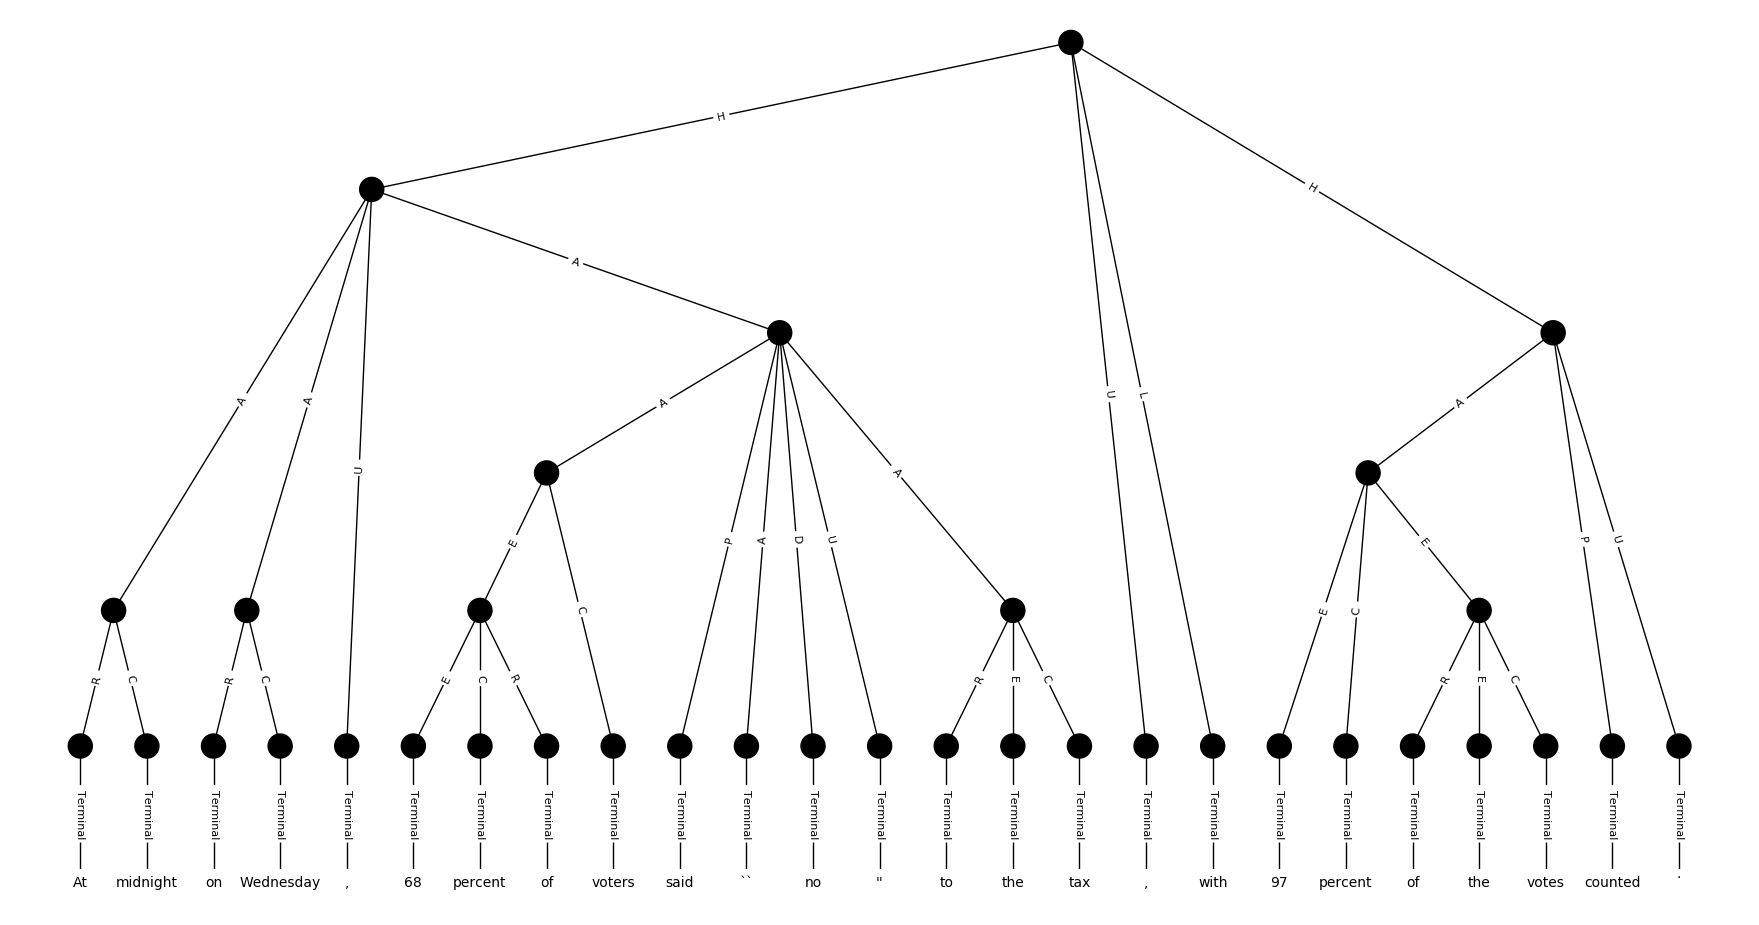 H
H
A
A
A
A
A
U
U
L
A
A
E
P
A
D
U
E
P
U
C
E
C
R
C
R
C
E
C
R
R
E
C
R
E
C
Terminal Terminal Terminal Terminal Terminal Terminal Terminal Terminal Terminal Terminal Terminal Terminal Terminal Terminal Terminal Terminal Terminal Terminal Terminal Terminal Terminal Terminal Terminal Terminal Terminal
At midnight on Wednesday , 68 percent of voters said `` no " to the tax , with 97 percent of the votes counted .